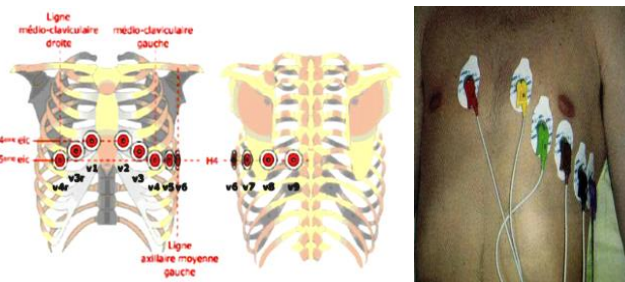 Ligne
médio-claviculaire
droite
Ligne
médio-claviculaire
gauche
4ème eic
5ème eic
v1
v2
v3r
v3
v4r
v4
v5
v6
H4
v6
v7
v8
v9
Ligne
axillaire moyenne
gauche